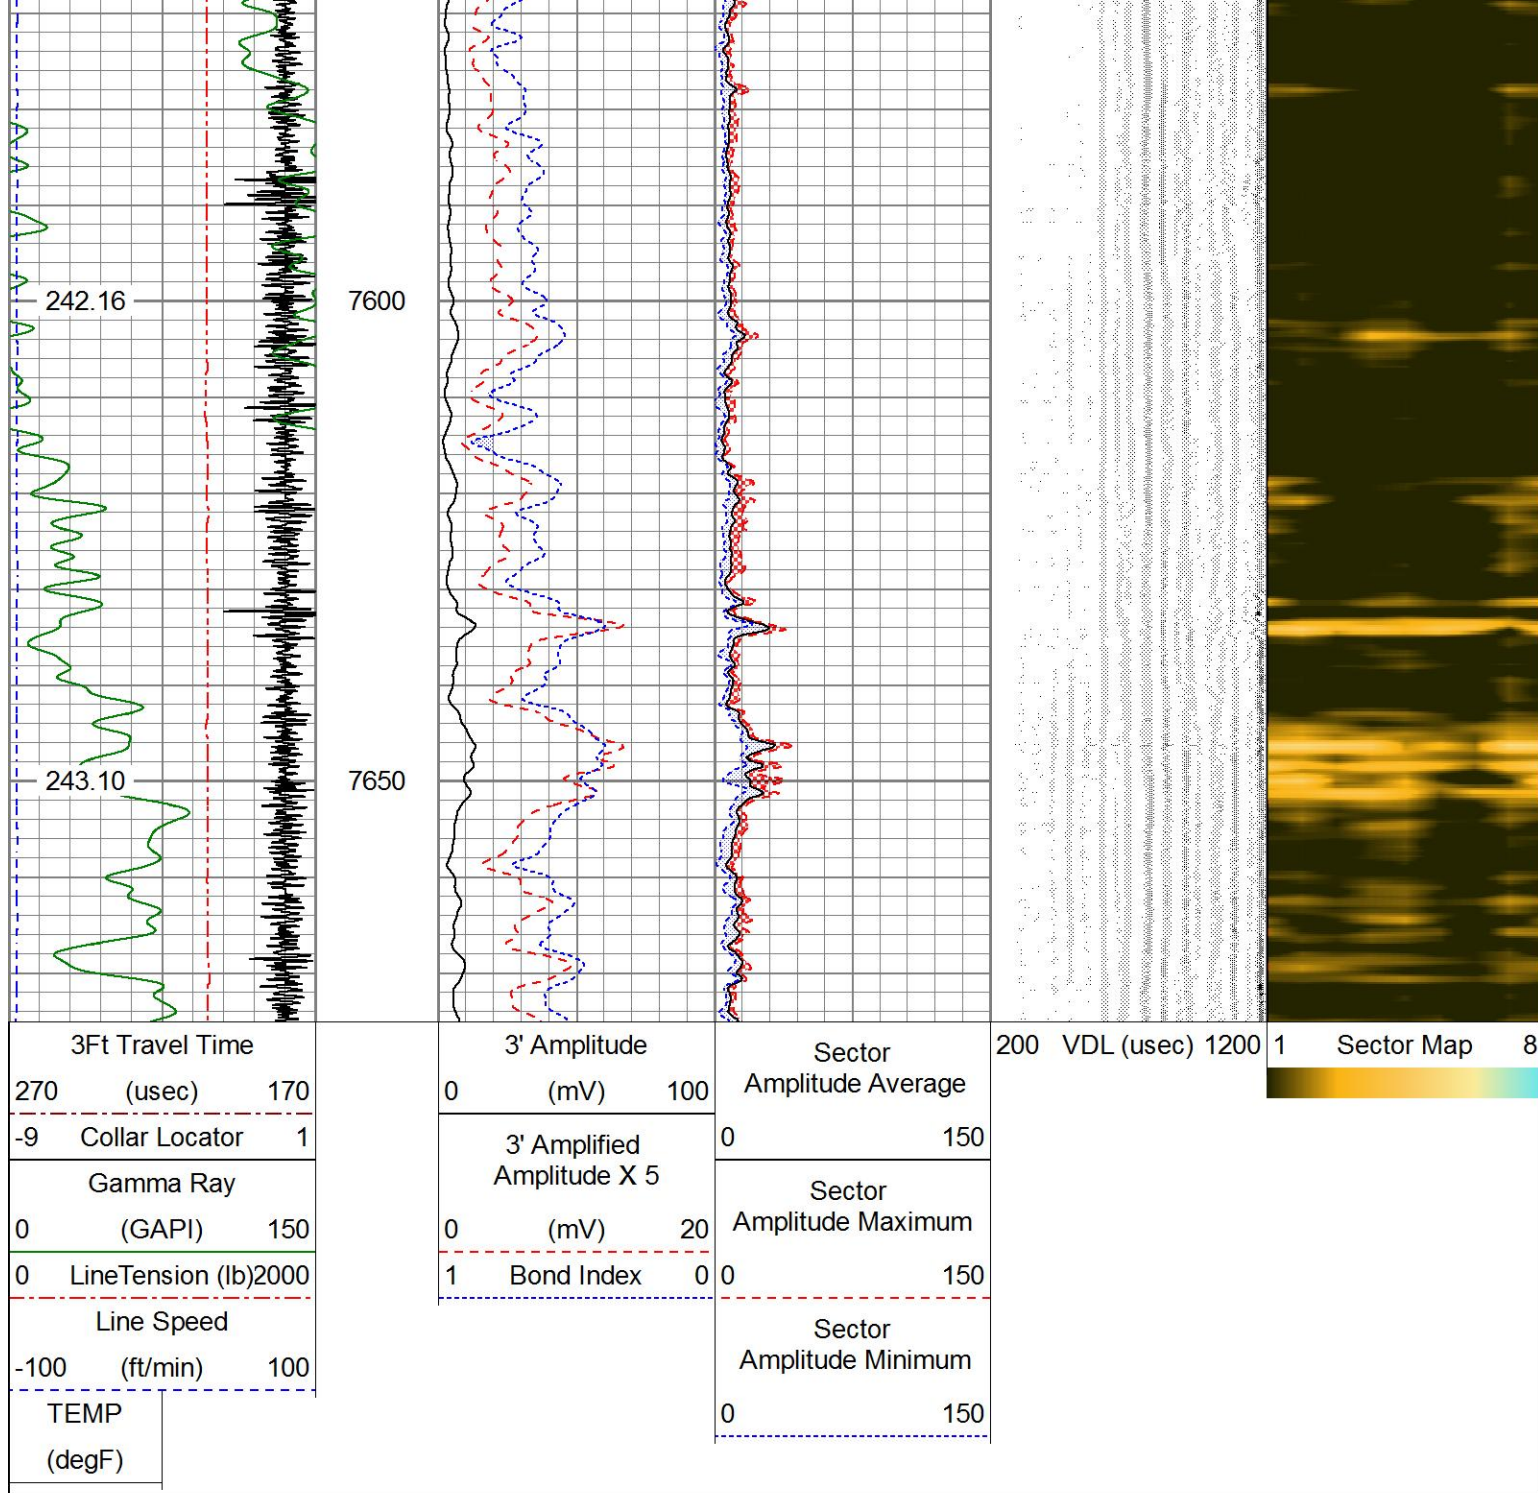 242.16
7600
243.10
7650
3Ft Travel Time
270 (usec) 170
-9 Collar Locator 1
Gamma Ray
0 (GAPI) 150
0 LineTension (lb)2000
Line Speed
-100 (ft/min) 100
TEMP
(degF)
3' Amplitude
0 (mV) 100
3' Amplified
Amplitude X 5
0 (mV) 20
1 Bond Index 0
Sector
Amplitude Average
0 150
Sector
Amplitude Maximum
0 150
Sector
Amplitude Minimum
0 150
200 VDL (usec) 1200
1 Sector Map 8